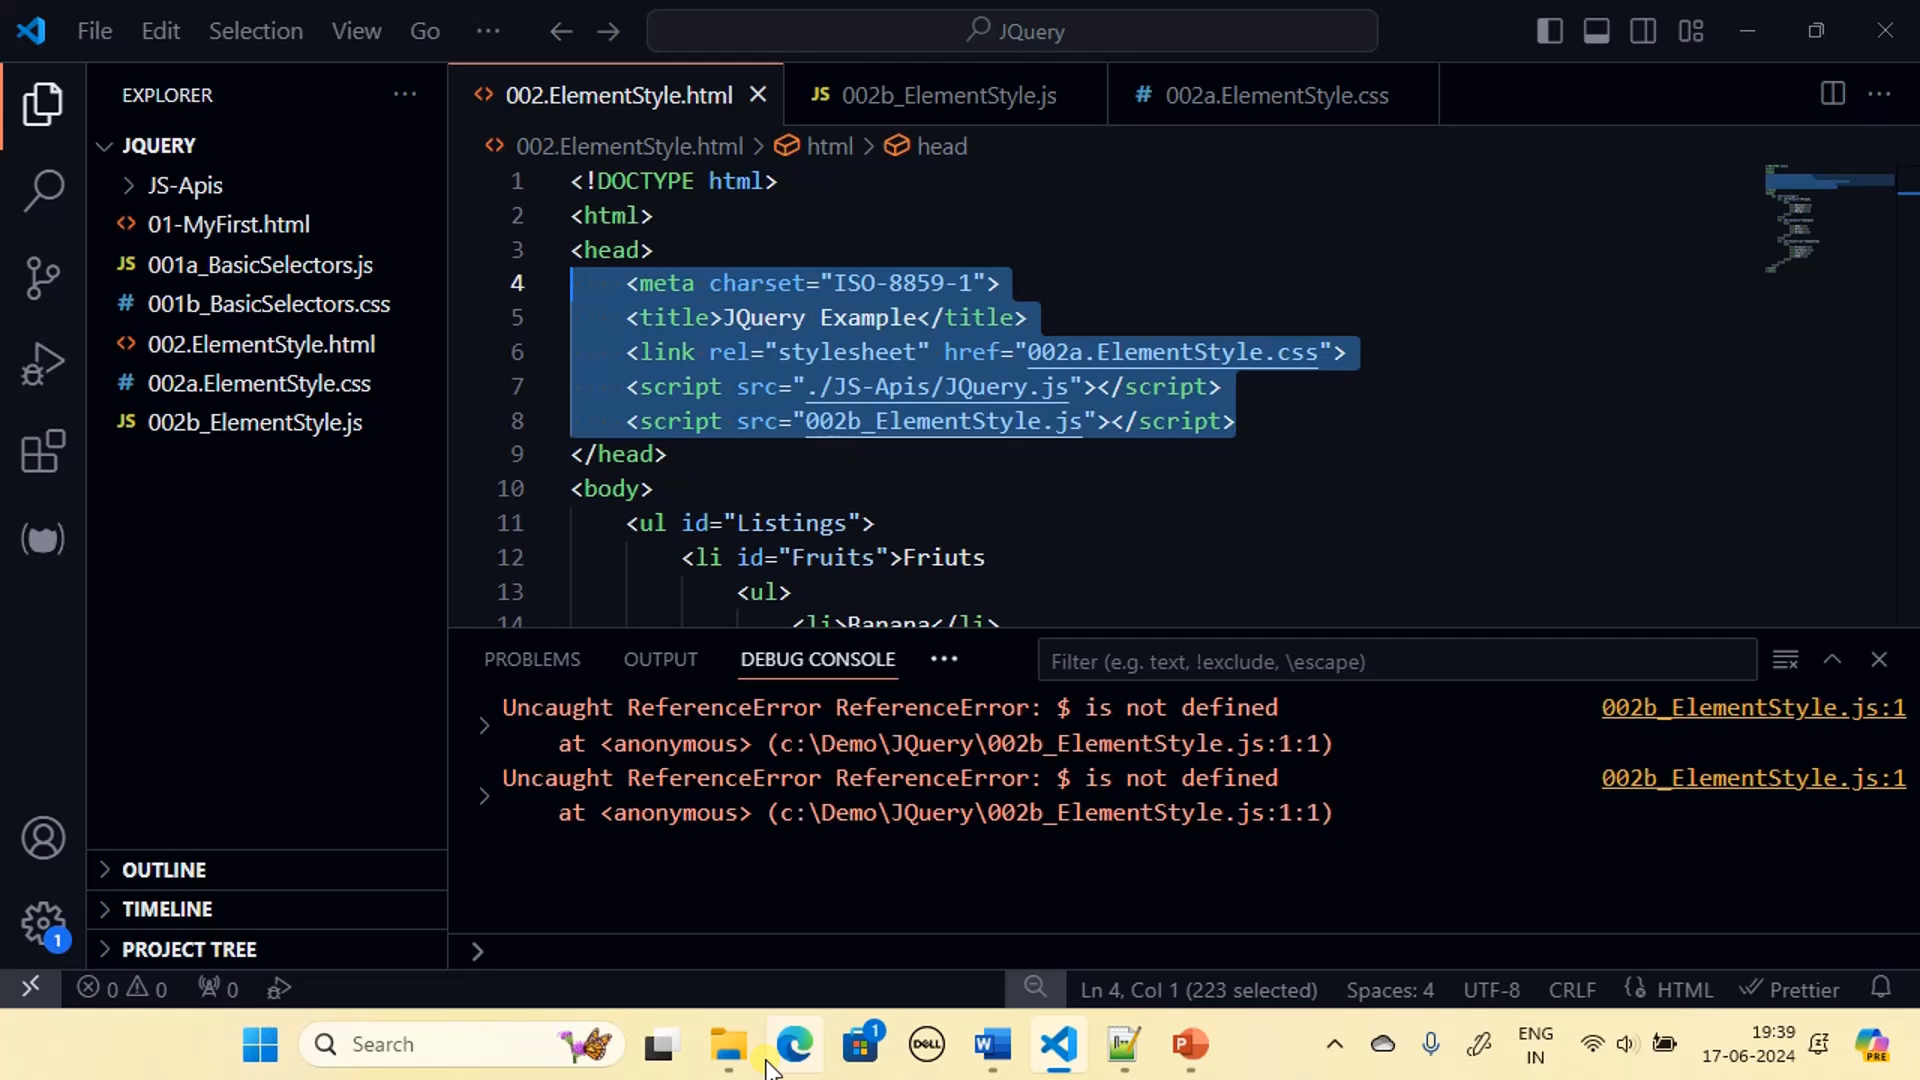 File Edit Selection View Go ... JQuery
EXPLORER ...
JQUERY
JS-Apis
01-MyFirst.html
JS 001a_BasicSelectors.js
# 001b_BasicSelectors.css
002.ElementStyle.html
# 002a.ElementStyle.css
JS 002b_ElementStyle.js
OUTLINE
TIMELINE
PROJECT TREE
1
002.ElementStyle.html JS 002b_ElementStyle.js # 002a.ElementStyle.css
002.ElementStyle.html > html > head
1 <!DOCTYPE html>
2 <html>
3 <head>
4 <meta charset="ISO-8859-1">
5 <title>JQuery Example</title>
6 <link rel="stylesheet" href="002a.ElementStyle.css">
7 <script src="./JS-Apis/JQuery.js"></script>
8 <script src="002b_ElementStyle.js"></script>
9 </head>
10 <body>
11 <ul id="Listings">
12 <li id="Fruits">Friuts
13 <ul>
14 <li>Banana</li>
PROBLEMS OUTPUT DEBUG CONSOLE ... Filter (e.g. text, !exclude, \escape)
Uncaught ReferenceError ReferenceError: $ is not defined 002b_ElementStyle.js:1
at <anonymous> (c:\Demo\JQuery\002b_ElementStyle.js:1:1)
Uncaught ReferenceError ReferenceError: $ is not defined 002b_ElementStyle.js:1
at <anonymous> (c:\Demo\JQuery\002b_ElementStyle.js:1:1)
>
0 0 0 Ln 4, Col 1 (223 selected) Spaces: 4 UTF-8 CRLF HTML Prettier
Search 1 DELL W P ENG 19:39
IN 17-06-2024 PRE